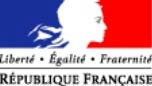 Liberté • Égalité • Fraternité
RÉPUBLIQUE FRANÇAISE